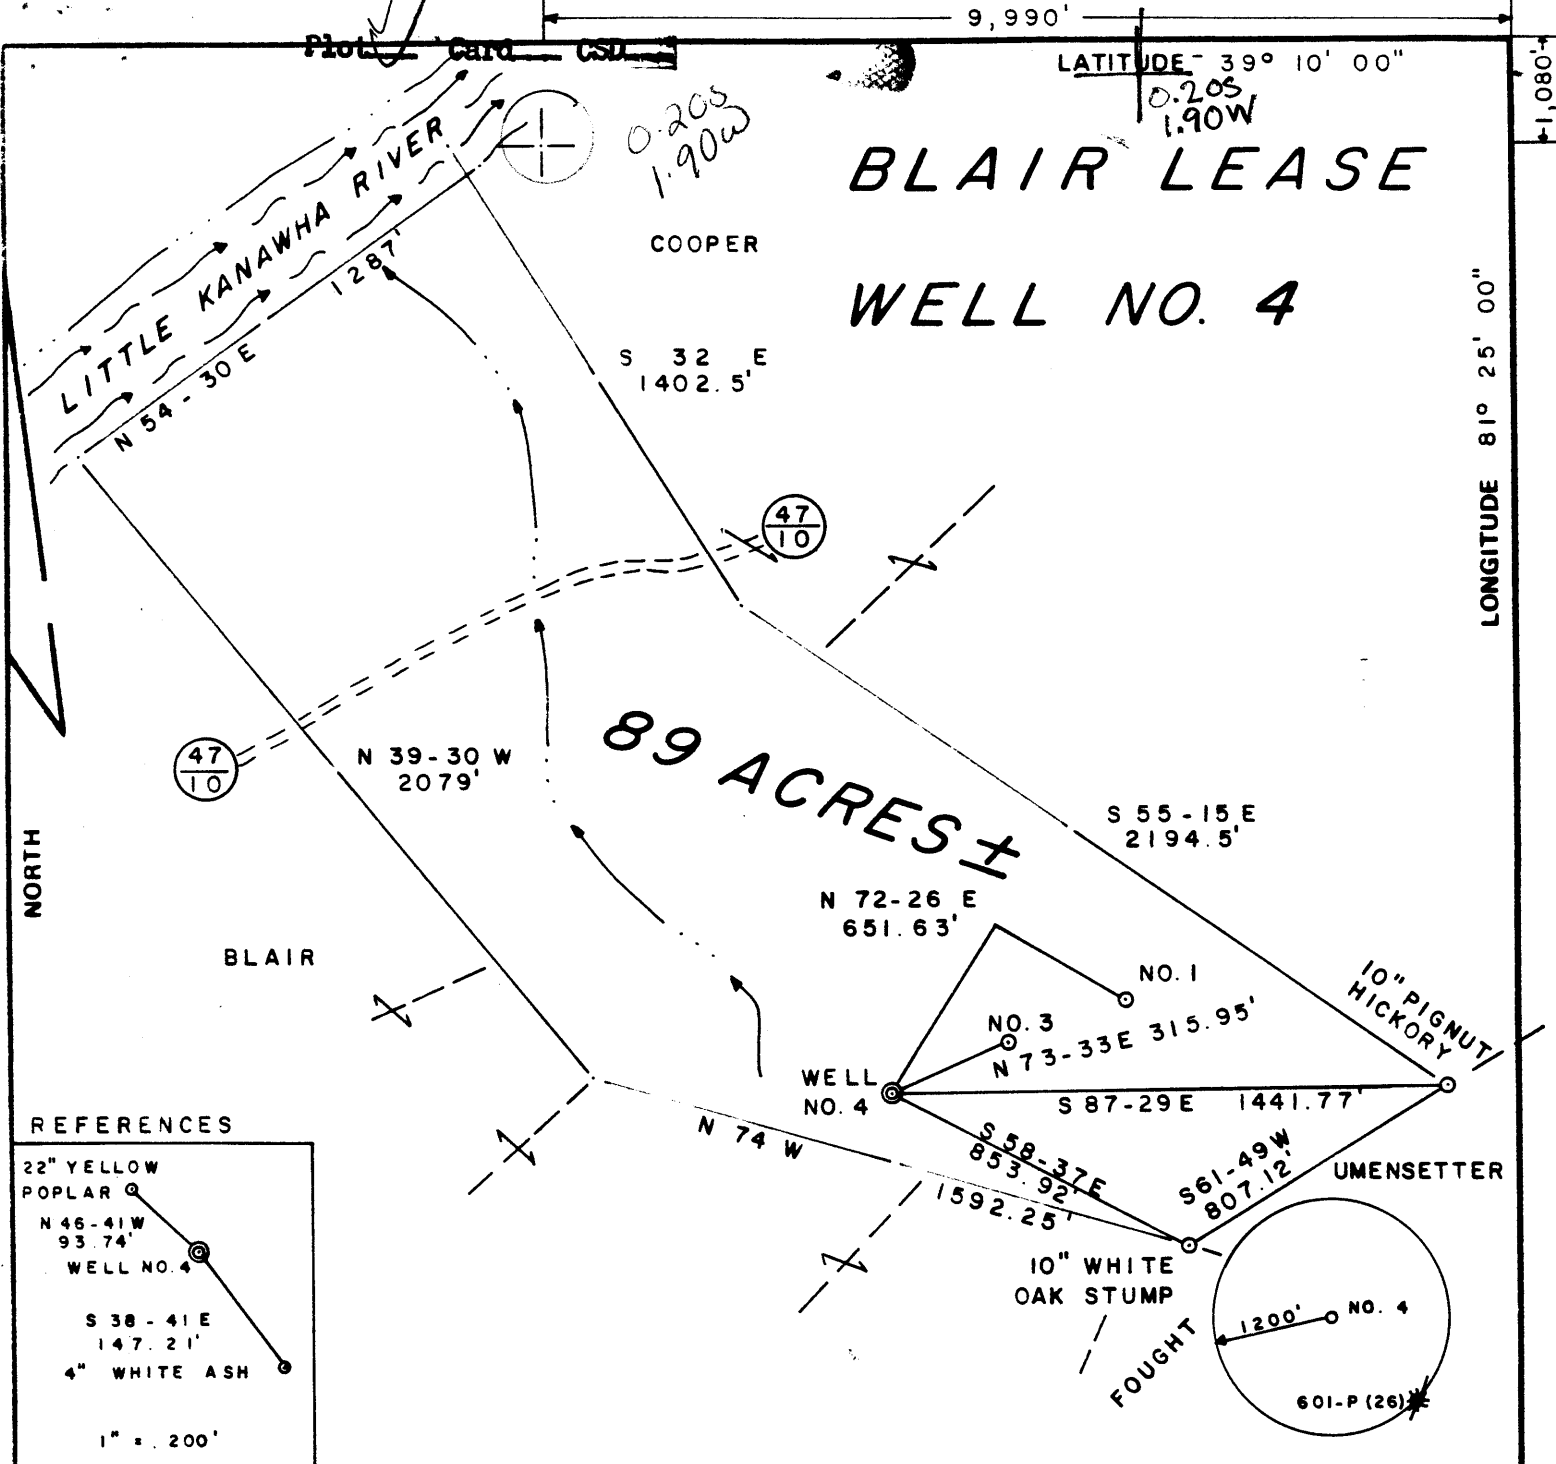 9,990'
Plot Card CSD
LATITUDE - 39° 10' 00"
1,080'
0.20S
1.90W
0.20S
1.90W
BLAIR LEASE
WELL NO. 4
LITTLE KANAWHA RIVER
1287'
N 54-30 E
COOPER
S 32 E
1402.5'
LONGITUDE 81° 25' 00"
47
10
47
10
N 39-30 W
2079'
89 ACRES ±
S 55-15 E
2194.5'
NORTH
N 72-26 E
651.63'
BLAIR
NO. 1
NO. 3
N 73-33E 315.95'
10" PIGNUT
HICKORY
WELL
NO. 4
S 87-29 E 1441.77'
N 74 W
1592.25'
S 58-37E
853.92'
S61-49W
807.12'
UMENSETTER
10" WHITE
OAK STUMP
FOUGHT
1200'
NO. 4
601-P (26)
REFERENCES
22" YELLOW
POPLAR
N 46-41 W
93.74'
WELL NO. 4
S 38-41 E
147.21'
4" WHITE ASH
1" = 200'